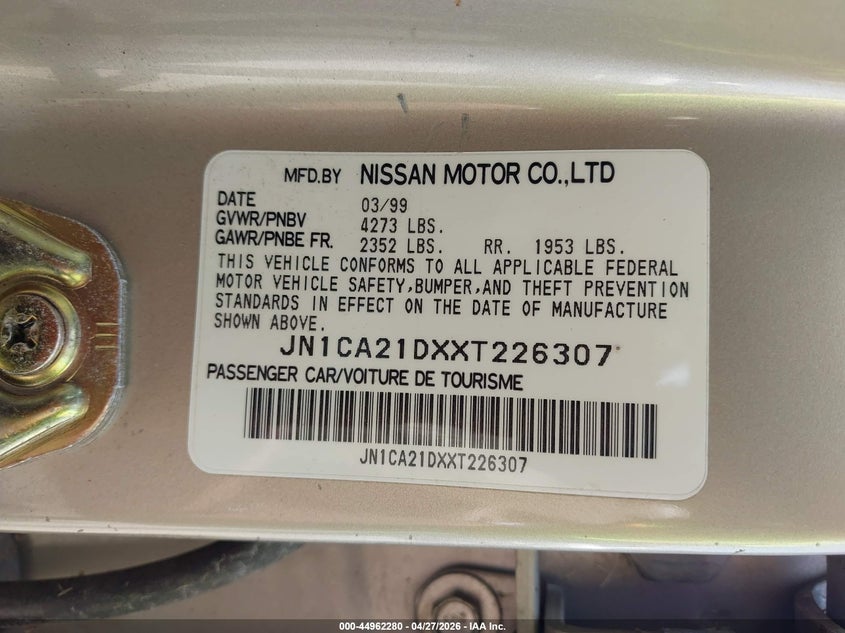 MFD.BY NISSAN MOTOR CO.,LTD
DATE 03/99
GVWR/PNBV 4273 LBS.
GAWR/PNBE FR. 2352 LBS. RR. 1953 LBS.
THIS VEHICLE CONFORMS TO ALL APPLICABLE FEDERAL
MOTOR VEHICLE SAFETY,BUMPER,AND THEFT PREVENTION
STANDARDS IN EFFECT ON THE DATE OF MANUFACTURE
SHOWN ABOVE.
JN1CA21DXXT226307
PASSENGER CAR/VOITURE DE TOURISME
JN1CA21DXXT226307
000-44962280 - 04/27/2026 - IAA Inc.